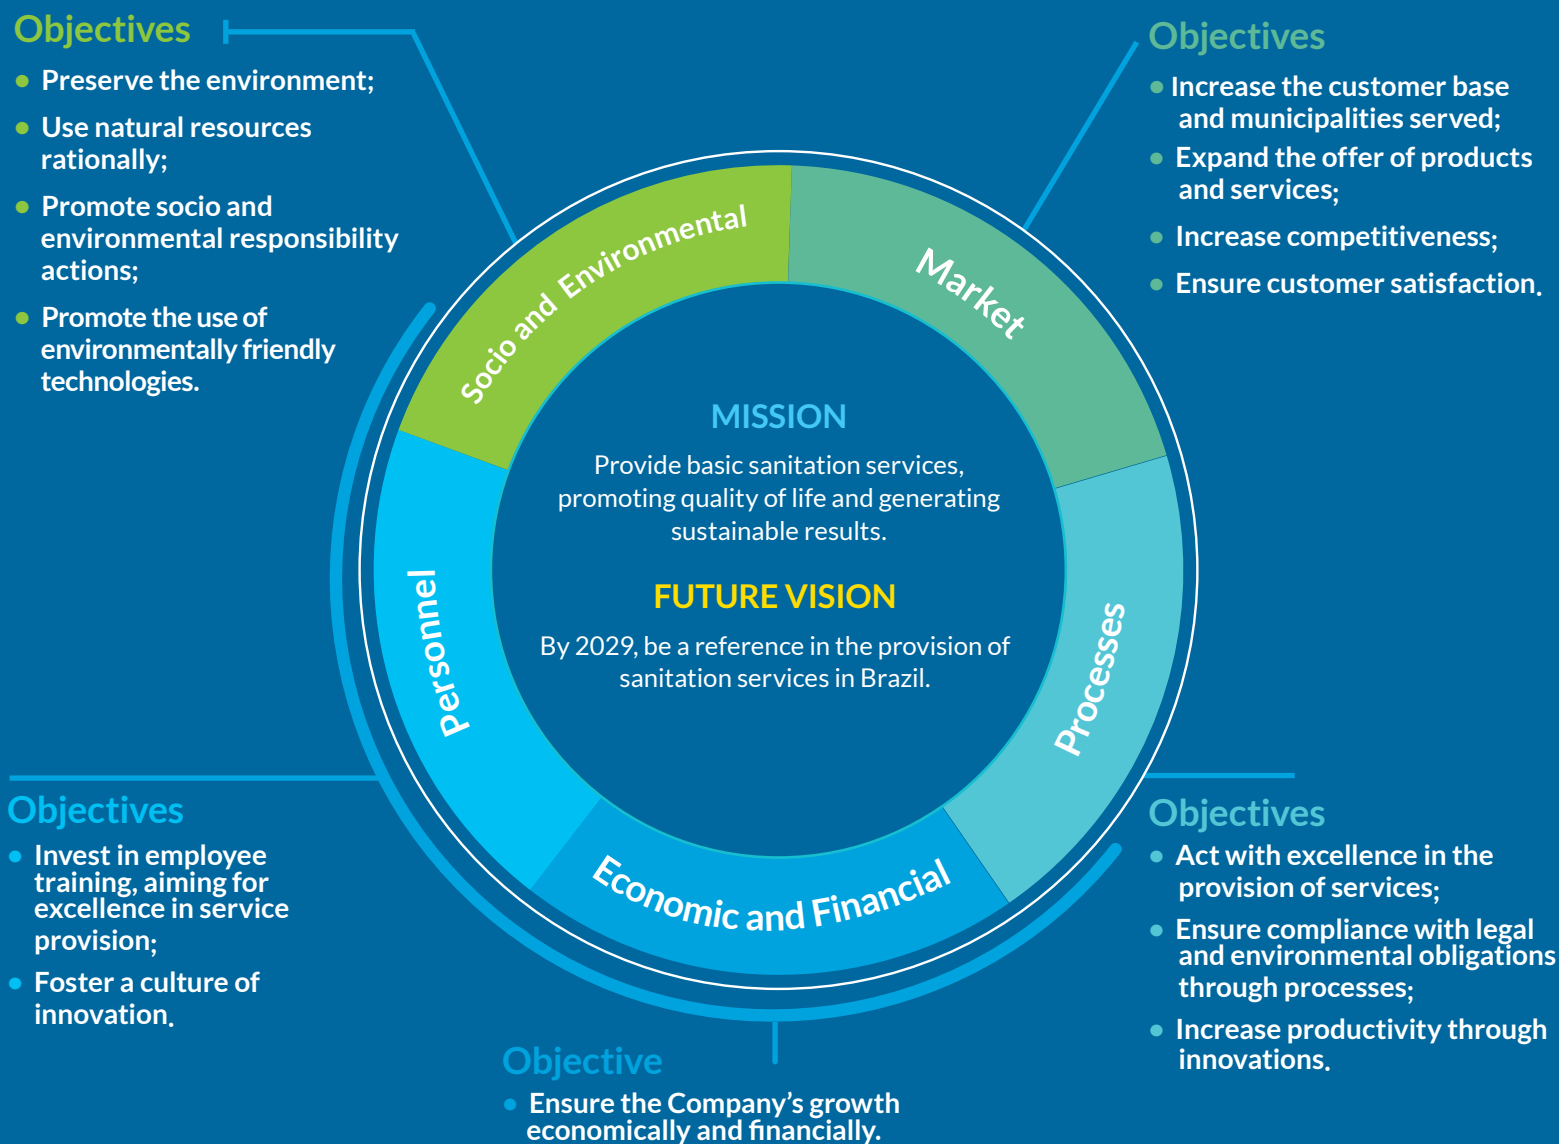 Objectives
Preserve the environment;
Use natural resources
rationally;
Promote socio and
environmental responsibility
actions;
Promote the use of
environmentally friendly
technologies.
Objectives
Increase the customer base
and municipalities served;
Expand the offer of products
and services;
Increase competitiveness;
Ensure customer satisfaction.
Socio and Environmental
Market
Personnel
Processes
Economic and Financial
MISSION
Provide basic sanitation services,
promoting quality of life and generating
sustainable results.
FUTURE VISION
By 2029, be a reference in the provision of
sanitation services in Brazil.
Objectives
Invest in employee
training, aiming for
excellence in service
provision;
Foster a culture of
innovation.
Objectives
Act with excellence in the
provision of services;
Ensure compliance with legal
and environmental obligations
through processes;
Increase productivity through
innovations.
Objective
Ensure the Company’s growth
economically and financially.